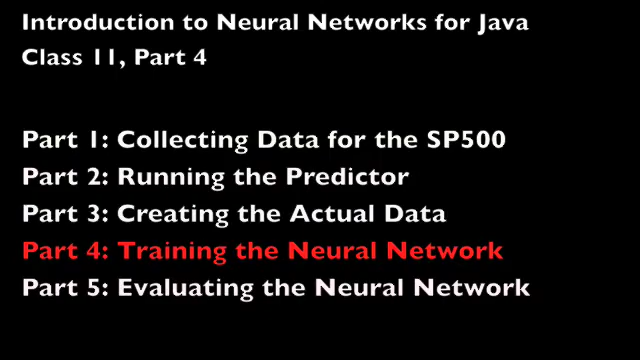 Introduction to Neural Networks for Java
Class 11, Part 4
Part 1: Collecting Data for the SP500
Part 2: Running the Predictor
Part 3: Creating the Actual Data
Part 4: Training the Neural Network
Part 5: Evaluating the Neural Network